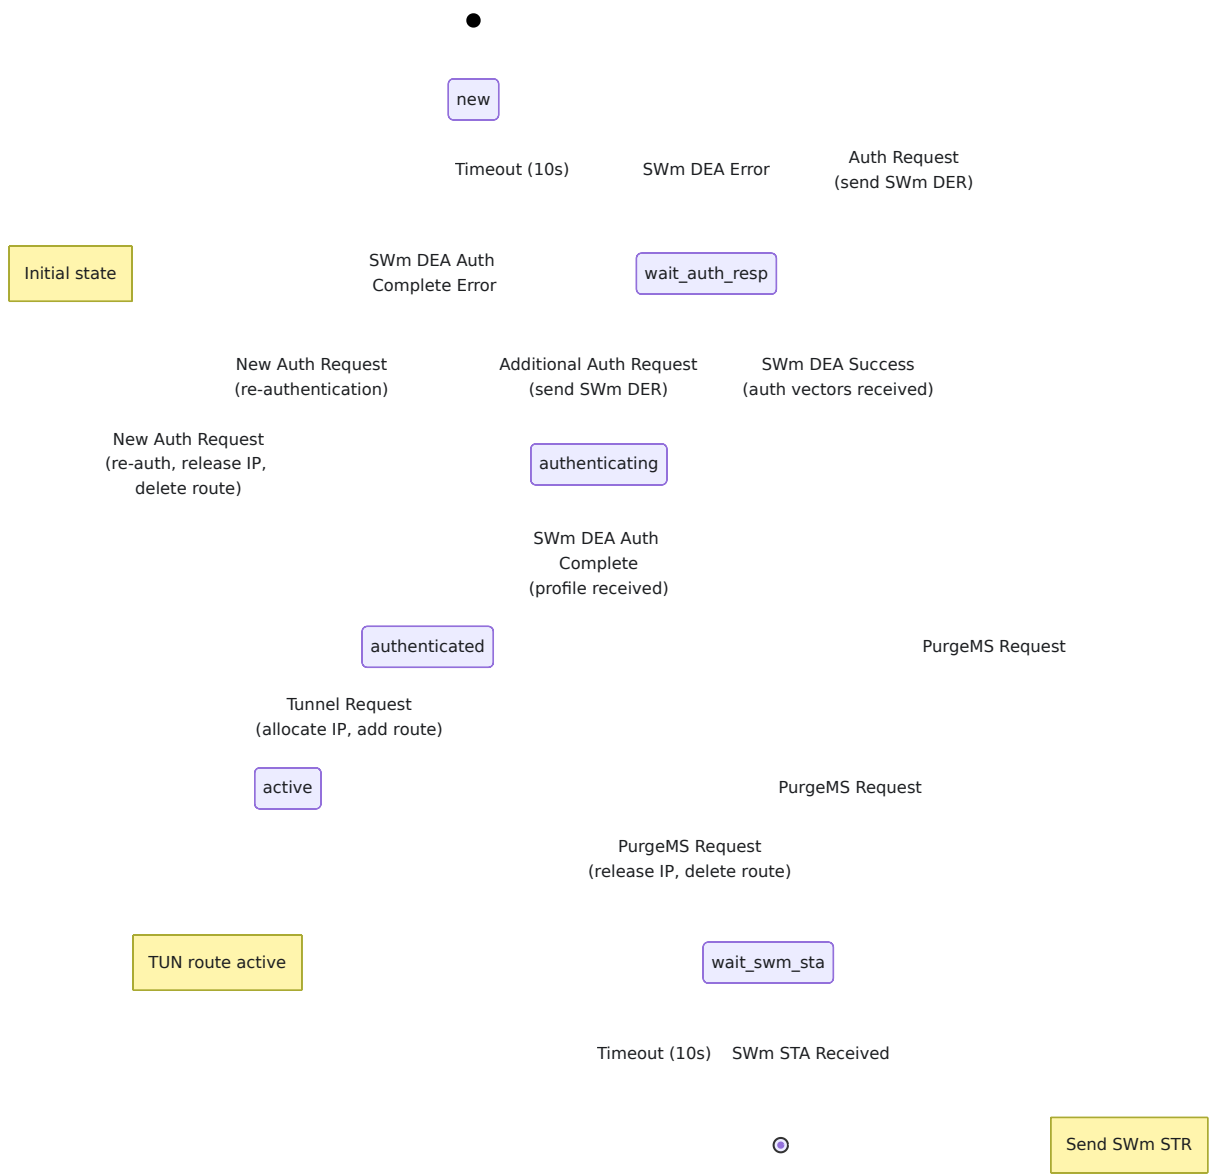 new
Timeout (10s)
SWm DEA Error
Auth Request
(send SWm DER)
Initial state
SWm DEA Auth
Complete Error
wait_auth_resp
New Auth Request
(re-authentication)
Additional Auth Request
(send SWm DER)
SWm DEA Success
(auth vectors received)
New Auth Request
(re-auth, release IP,
delete route)
authenticating
SWm DEA Auth
Complete
(profile received)
authenticated
PurgeMS Request
Tunnel Request
(allocate IP, add route)
active
PurgeMS Request
PurgeMS Request
(release IP, delete route)
TUN route active
wait_swm_sta
Timeout (10s)
SWm STA Received
Send SWm STR